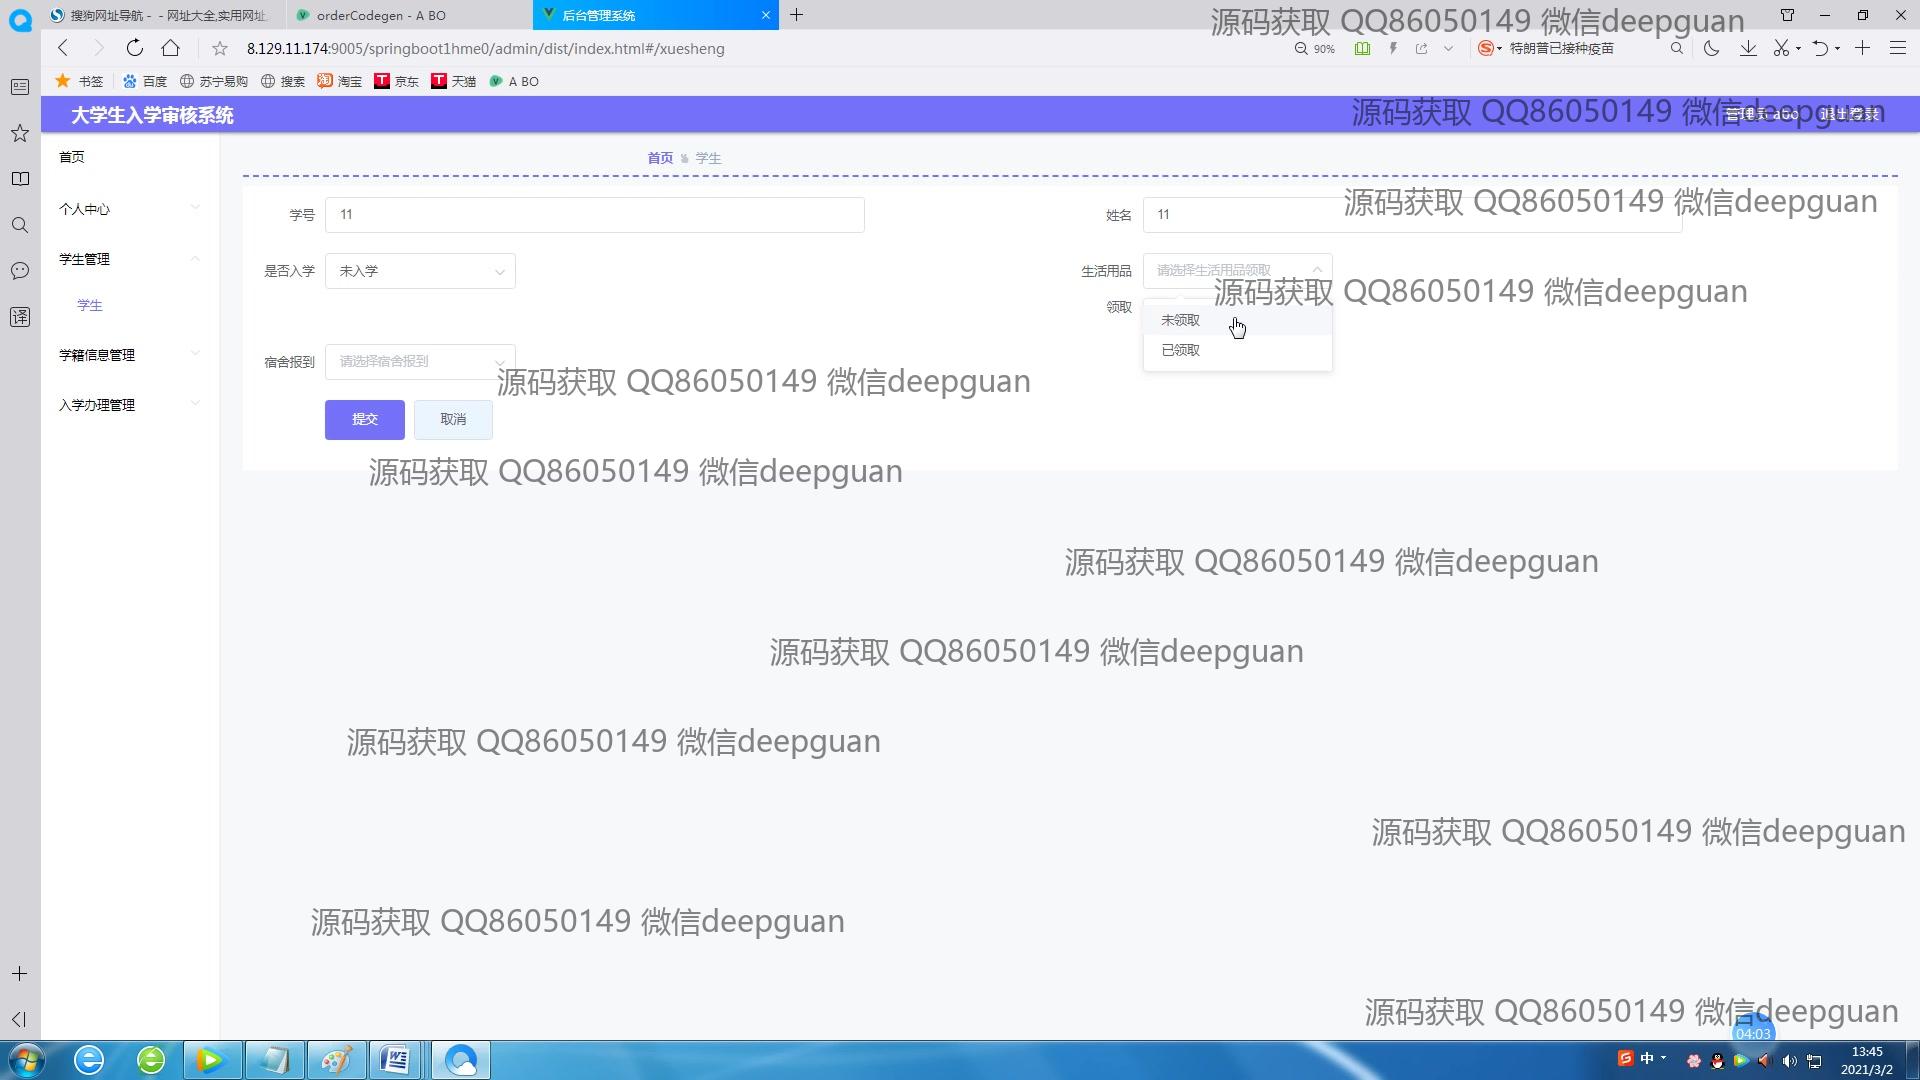 搜狗网址导航 - - 网址大全,实用网址,
orderCodegen - A BO
后台管理系统
源码获取 QQ86050149 微信deepguan
8.129.11.174:9005/springboot1hme0/admin/dist/index.html#/xuesheng
90%
特朗普已接种疫苗
书签
百度
苏宁易购
搜索
淘宝
京东
天猫
A BO
大学生入学审核系统
源码获取 QQ86050149 微信deepguan
管理员 abo
退出登录
首页
首页
学生
个人中心
学号
11
姓名
11
源码获取 QQ86050149 微信deepguan
学生管理
是否入学
未入学
生活用品
领取
请选择生活用品领取
源码获取 QQ86050149 微信deepguan
学生
未领取
已领取
学籍信息管理
宿舍报到
请选择宿舍报到
源码获取 QQ86050149 微信deepguan
入学办理管理
提交
取消
源码获取 QQ86050149 微信deepguan
源码获取 QQ86050149 微信deepguan
源码获取 QQ86050149 微信deepguan
源码获取 QQ86050149 微信deepguan
源码获取 QQ86050149 微信deepguan
源码获取 QQ86050149 微信deepguan
源码获取 QQ86050149 微信deepguan
04:03
译
中
13:45
2021/3/2